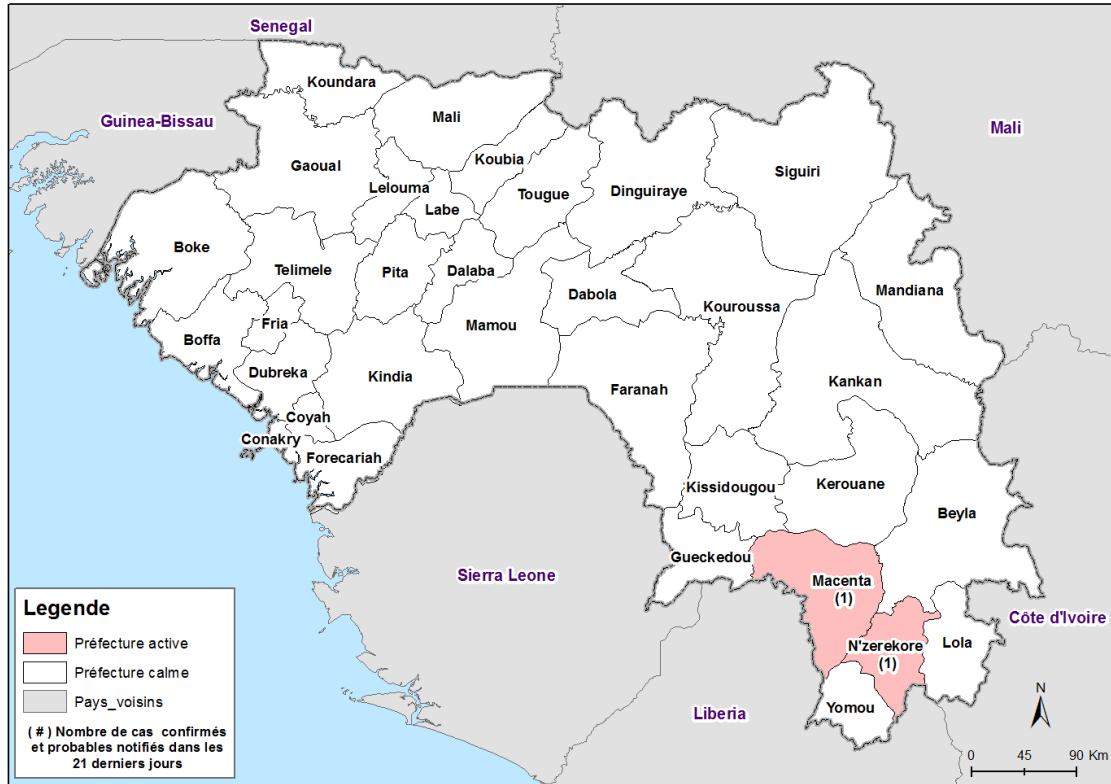 Senegal
Koundara
Mali
Guinea-Bissau
Mali
Koubia
Gaoual
Siguiri
Lelouma
Tougue
Dinguiraye
Labe
Boke
Telimele
Pita
Dalaba
Mandiana
Dabola
Kouroussa
Fria
Mamou
Boffa
Dubreka
Kindia
Kankan
Faranah
Coyah
Conakry
Forecariah
Kissidougou
Kerouane
Beyla
Gueckedou
Sierra Leone
Macenta
(1)
Côte d'Ivoire
N'zerekore
(1)
Lola
Yomou
Liberia
Legende
Préfecture active
Préfecture calme
Pays_voisins
( # ) Nombre de cas confirmés
et probables notifiés dans les
21 derniers jours
N
0 45 90 Km